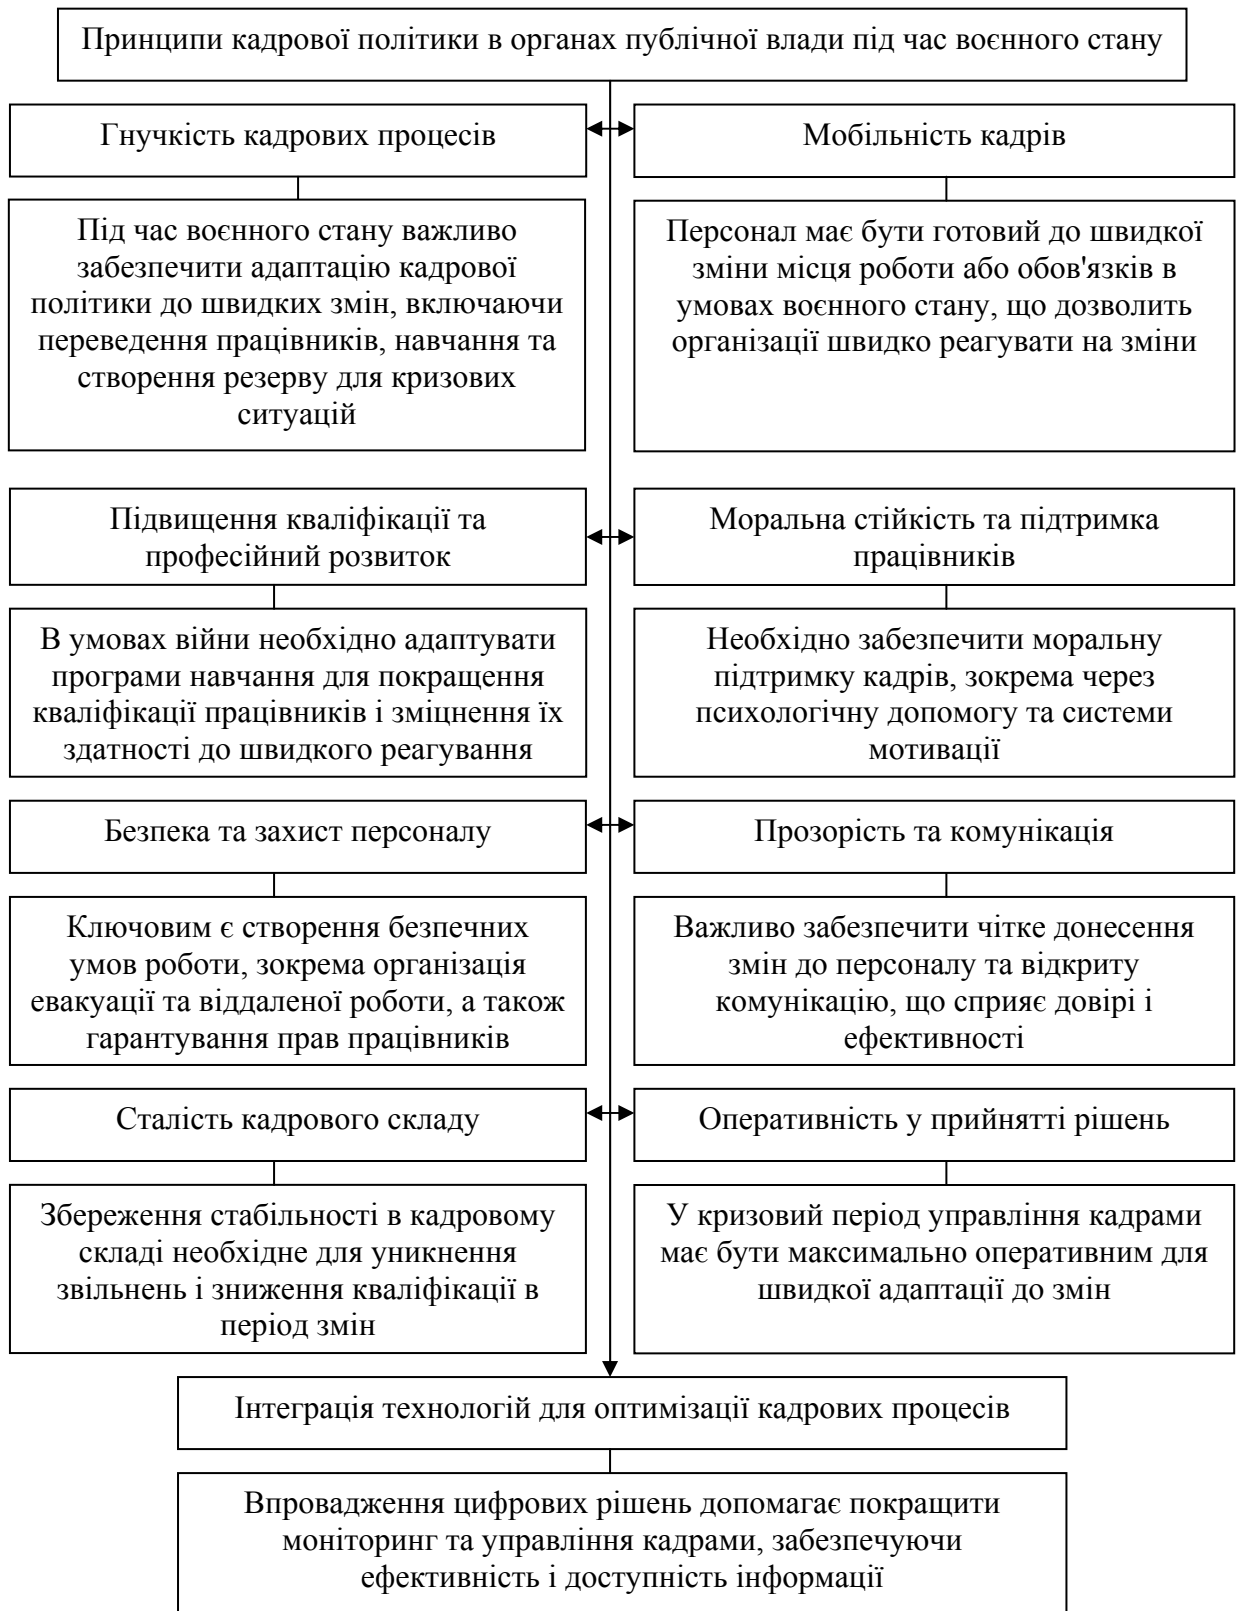 Принципи кадрової політики в органах публічної влади під час воєнного стану
Гнучкість кадрових процесів
Мобільність кадрів
Під час воєнного стану важливо
забезпечити адаптацію кадрової
політики до швидких змін, включаючи
переведення працівників, навчання та
створення резерву для кризових
ситуацій
Персонал має бути готовий до швидкої
зміни місця роботи або обов'язків в
умовах воєнного стану, що дозволить
організації швидко реагувати на зміни
Підвищення кваліфікації та
професійний розвиток
Моральна стійкість та підтримка
працівників
В умовах війни необхідно адаптувати
програми навчання для покращення
кваліфікації працівників і зміцнення їх
здатності до швидкого реагування
Необхідно забезпечити моральну
підтримку кадрів, зокрема через
психологічну допомогу та системи
мотивації
Безпека та захист персоналу
Прозорість та комунікація
Ключовим є створення безпечних
умов роботи, зокрема організація
евакуації та віддаленої роботи, а також
гарантування прав працівників
Важливо забезпечити чітке донесення
змін до персоналу та відкриту
комунікацію, що сприяє довірі і
ефективності
Сталість кадрового складу
Оперативність у прийнятті рішень
Збереження стабільності в кадровому
складі необхідне для уникнення
звільнень і зниження кваліфікації в
період змін
У кризовий період управління кадрами
має бути максимально оперативним для
швидкої адаптації до змін
Інтеграція технологій для оптимізації кадрових процесів
Впровадження цифрових рішень допомагає покращити
моніторинг та управління кадрами, забезпечуючи
ефективність і доступність інформації